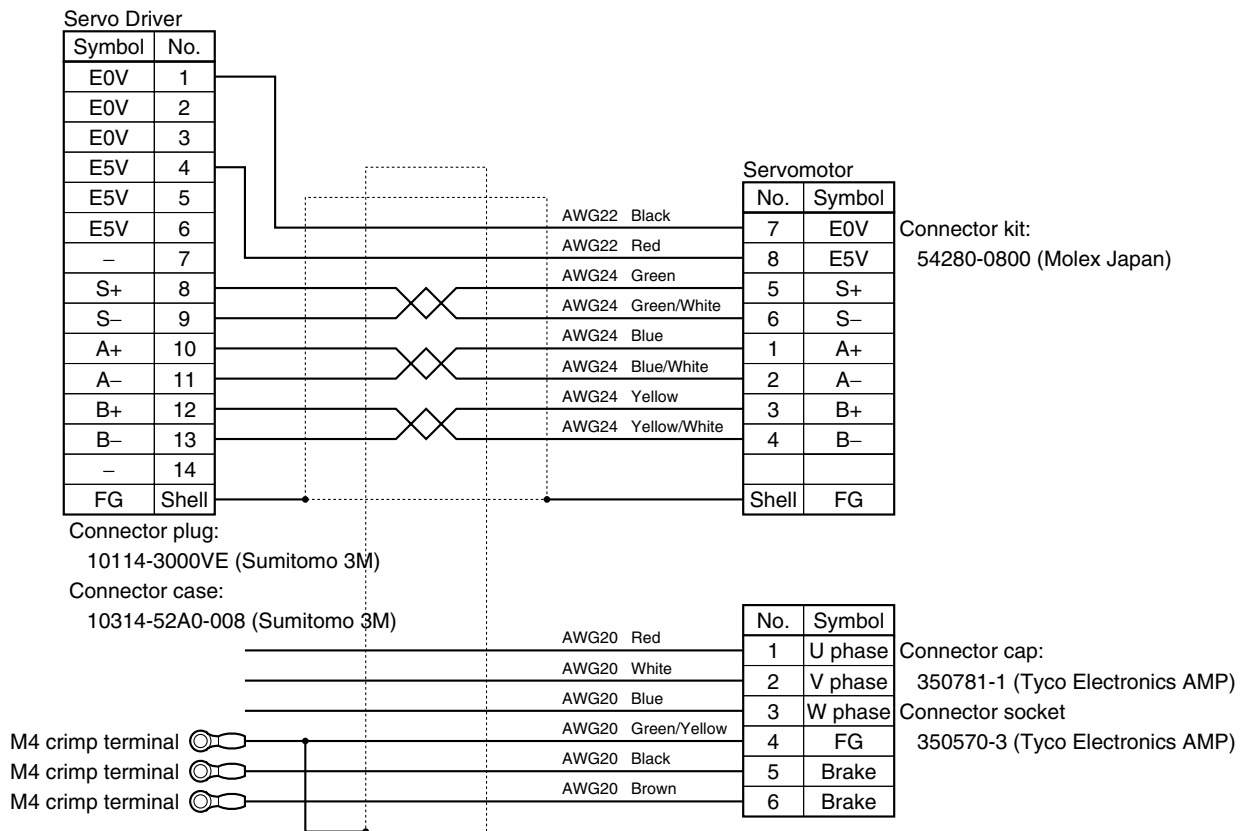 Servo Driver
Symbol No.
E0V 1
E0V 2
E0V 3
E5V 4
E5V 5
E5V 6
– 7
S+ 8
S– 9
A+ 10
A– 11
B+ 12
B– 13
– 14
FG Shell
Connector plug:
10114-3000VE (Sumitomo 3M)
Connector case:
10314-52A0-008 (Sumitomo 3M)
AWG22 Black
AWG22 Red
AWG24 Green
AWG24 Green/White
AWG24 Blue
AWG24 Blue/White
AWG24 Yellow
AWG24 Yellow/White
Servomotor
No. Symbol
7 E0V
8 E5V
5 S+
6 S–
1 A+
2 A–
3 B+
4 B–
Shell FG
Connector kit:
54280-0800 (Molex Japan)
AWG20 Red
AWG20 White
AWG20 Blue
AWG20 Green/Yellow
AWG20 Black
AWG20 Brown
M4 crimp terminal
M4 crimp terminal
M4 crimp terminal
No. Symbol
1 U phase
2 V phase
3 W phase
4 FG
5 Brake
6 Brake
Connector cap:
350781-1 (Tyco Electronics AMP)
Connector socket
350570-3 (Tyco Electronics AMP)